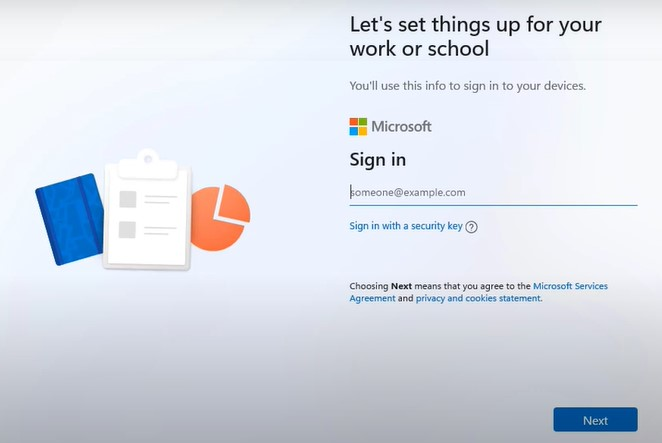 Let's set things up for your
work or school
You'll use this info to sign in to your devices.
Microsoft
Sign in
someone@example.com
Sign in with a security key ?
Choosing Next means that you agree to the Microsoft Services
Agreement and privacy and cookies statement.
Next